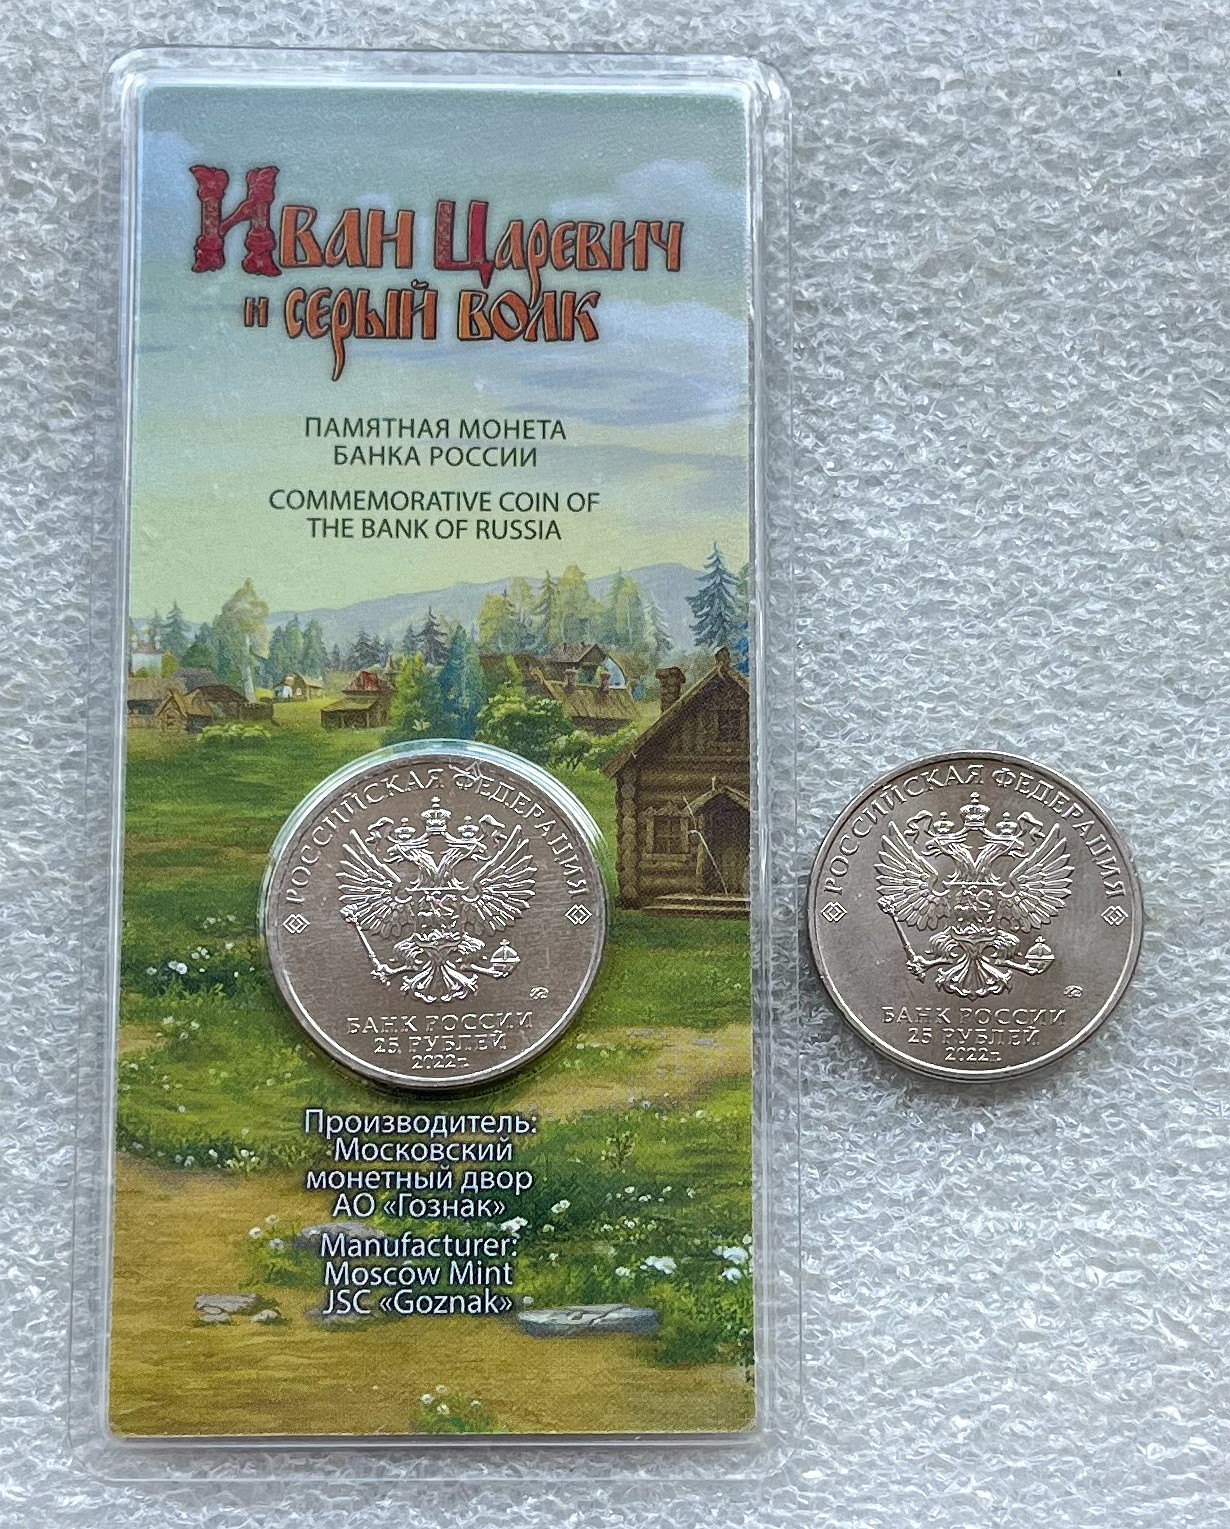 Иван Царевич
и серый волк
ПАМЯТНАЯ МОНЕТА
БАНКА РОССИИ
COMMEMORATIVE COIN OF
THE BANK OF RUSSIA
РОССИЙСКАЯ ФЕДЕРАЦИЯ
БАНК РОССИИ
25 РУБЛЕЙ
2022г.
РОССИЙСКАЯ ФЕДЕРАЦИЯ
БАНК РОССИИ
25 РУБЛЕЙ
2022г.
Производитель:
Московский
монетный двор
АО «Гознак»
Manufacturer:
Moscow Mint
JSC «Goznak»